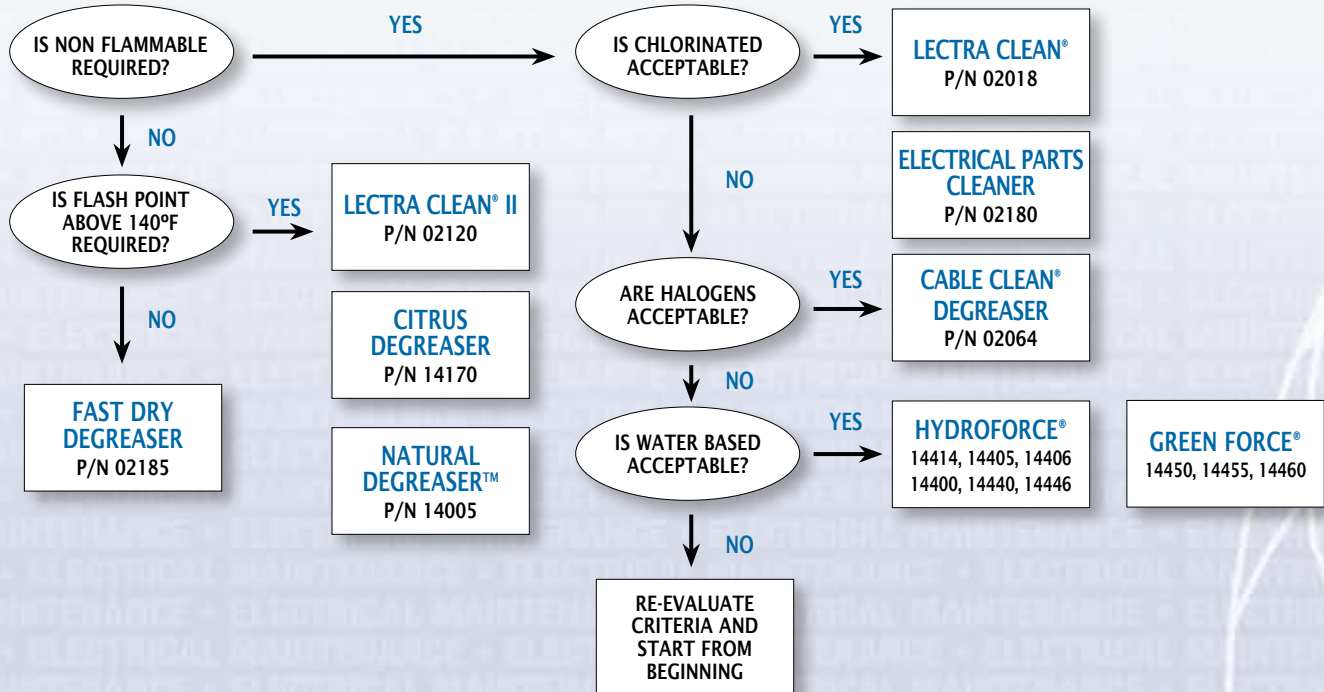 IS NON FLAMMABLE
REQUIRED?
YES
IS CHLORINATED
ACCEPTABLE?
YES
LECTRA CLEAN®
P/N 02018
NO
NO
ELECTRICAL PARTS
CLEANER
P/N 02180
IS FLASH POINT
ABOVE 140ºF
REQUIRED?
YES
LECTRA CLEAN® II
P/N 02120
NO
CITRUS
DEGREASER
P/N 14170
ARE HALOGENS
ACCEPTABLE?
YES
CABLE CLEAN®
DEGREASER
P/N 02064
NO
FAST DRY
DEGREASER
P/N 02185
NATURAL
DEGREASER™
P/N 14005
IS WATER BASED
ACCEPTABLE?
YES
HYDROFORCE®
14414, 14405, 14406
14400, 14440, 14446
GREEN FORCE®
14450, 14455, 14460
NO
RE-EVALUATE
CRITERIA AND
START FROM
BEGINNING